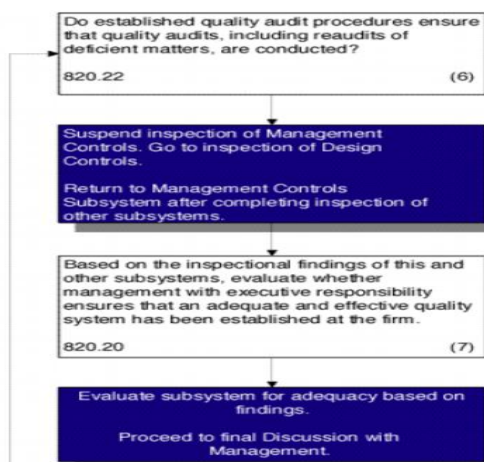 Do established quality audit procedures ensure
that quality audits, including reaudits of
deficient matters, are conducted?
820.22 (6)
Suspend inspection of Management
Controls. Go to inspection of Design
Controls.
Return to Management Controls
Subsystem after completing inspection of
other subsystems.
Based on the inspectional findings of this and
other subsystems, evaluate whether
management with executive responsibility
ensures that an adequate and effective quality
system has been established at the firm.
820.20 (7)
Evaluate subsystem for adequacy based on
findings.
Proceed to final Discussion with
Management.